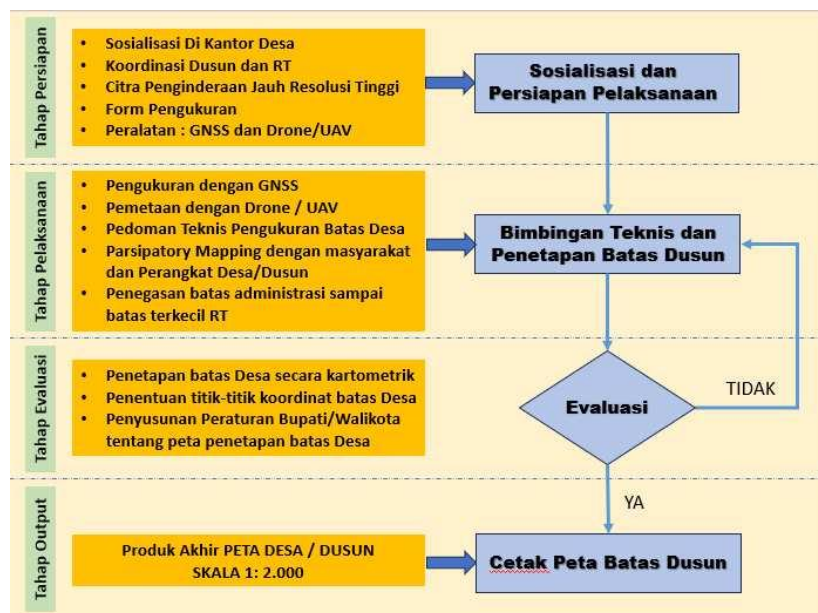 Tahap Persiapan
• Sosialisasi Di Kantor Desa
• Koordinasi Dusun dan RT
• Citra Penginderaan Jauh Resolusi Tinggi
• Form Pengukuran
• Peralatan : GNSS dan Drone/UAV
Sosialisasi dan
Persiapan Pelaksanaan
Tahap Pelaksanaan
• Pengukuran dengan GNSS
• Pemetaan dengan Drone / UAV
• Pedoman Teknis Pengukuran Batas Desa
• Parsipatory Mapping dengan masyarakat
dan Perangkat Desa/Dusun
• Penegasan batas administrasi sampai
batas terkecil RT
Bimbingan Teknis dan
Penetapan Batas Dusun
Tahap Evaluasi
• Penetapan batas Desa secara kartometrik
• Penentuan titik-titik koordinat batas Desa
• Penyusunan Peraturan Bupati/Walikota
tentang peta penetapan batas Desa
Evaluasi
TIDAK
YA
Tahap Output
Produk Akhir PETA DESA / DUSUN
SKALA 1: 2.000
Cetak Peta Batas Dusun